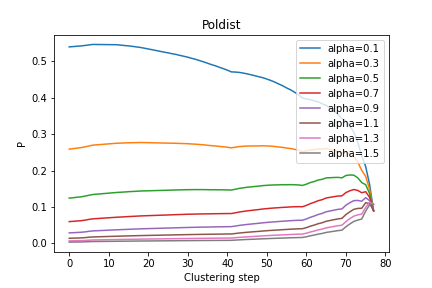 Poldist
P
0.5
0.4
0.3
0.2
0.1
0.0
alpha=0.1
alpha=0.3
alpha=0.5
alpha=0.7
alpha=0.9
alpha=1.1
alpha=1.3
alpha=1.5
0 10 20 30 40 50 60 70 80
Clustering step